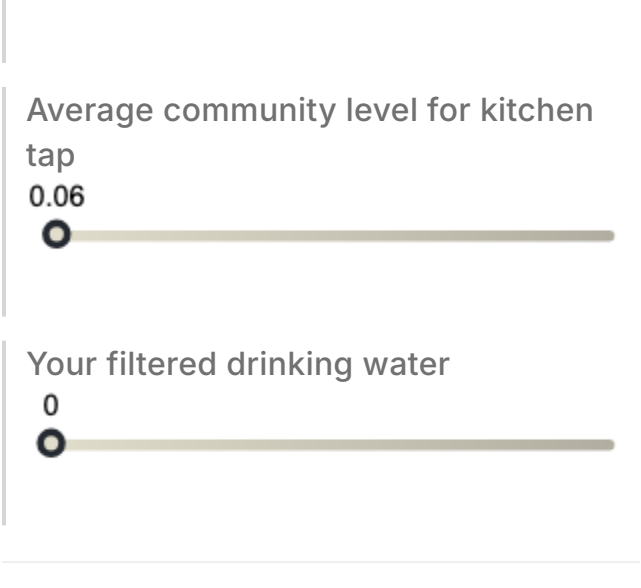 Average community level for kitchen
tap
0.06
Your filtered drinking water
0